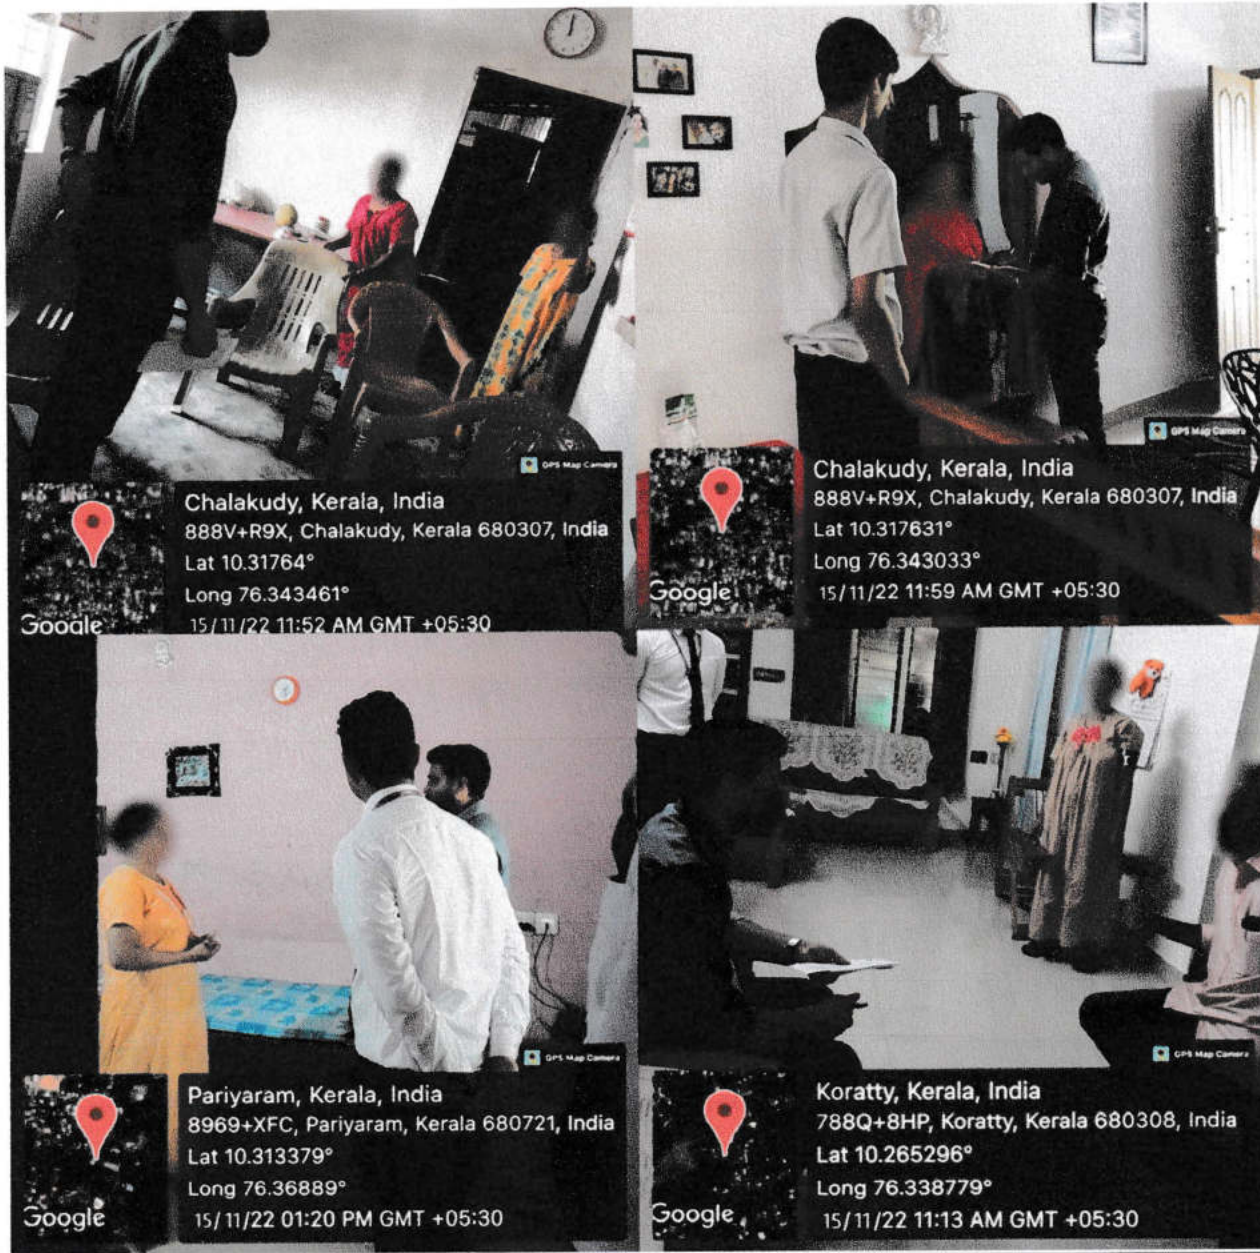 GPS Map Camera
Chalakudy, Kerala, India
888V+R9X, Chalakudy, Kerala 680307, India
Lat 10.31764°
Long 76.343461°
15/11/22 11:52 AM GMT +05:30
Google
GPS Map Camera
Chalakudy, Kerala, India
888V+R9X, Chalakudy, Kerala 680307, India
Lat 10.317631°
Long 76.343033°
15/11/22 11:59 AM GMT +05:30
Google
GPS Map Camera
Pariyaram, Kerala, India
8969+XFC, Pariyaram, Kerala 680721, India
Lat 10.313379°
Long 76.36889°
15/11/22 01:20 PM GMT +05:30
Google
GPS Map Camera
Koratty, Kerala, India
788Q+8HP, Koratty, Kerala 680308, India
Lat 10.265296°
Long 76.338779°
15/11/22 11:13 AM GMT +05:30
Google